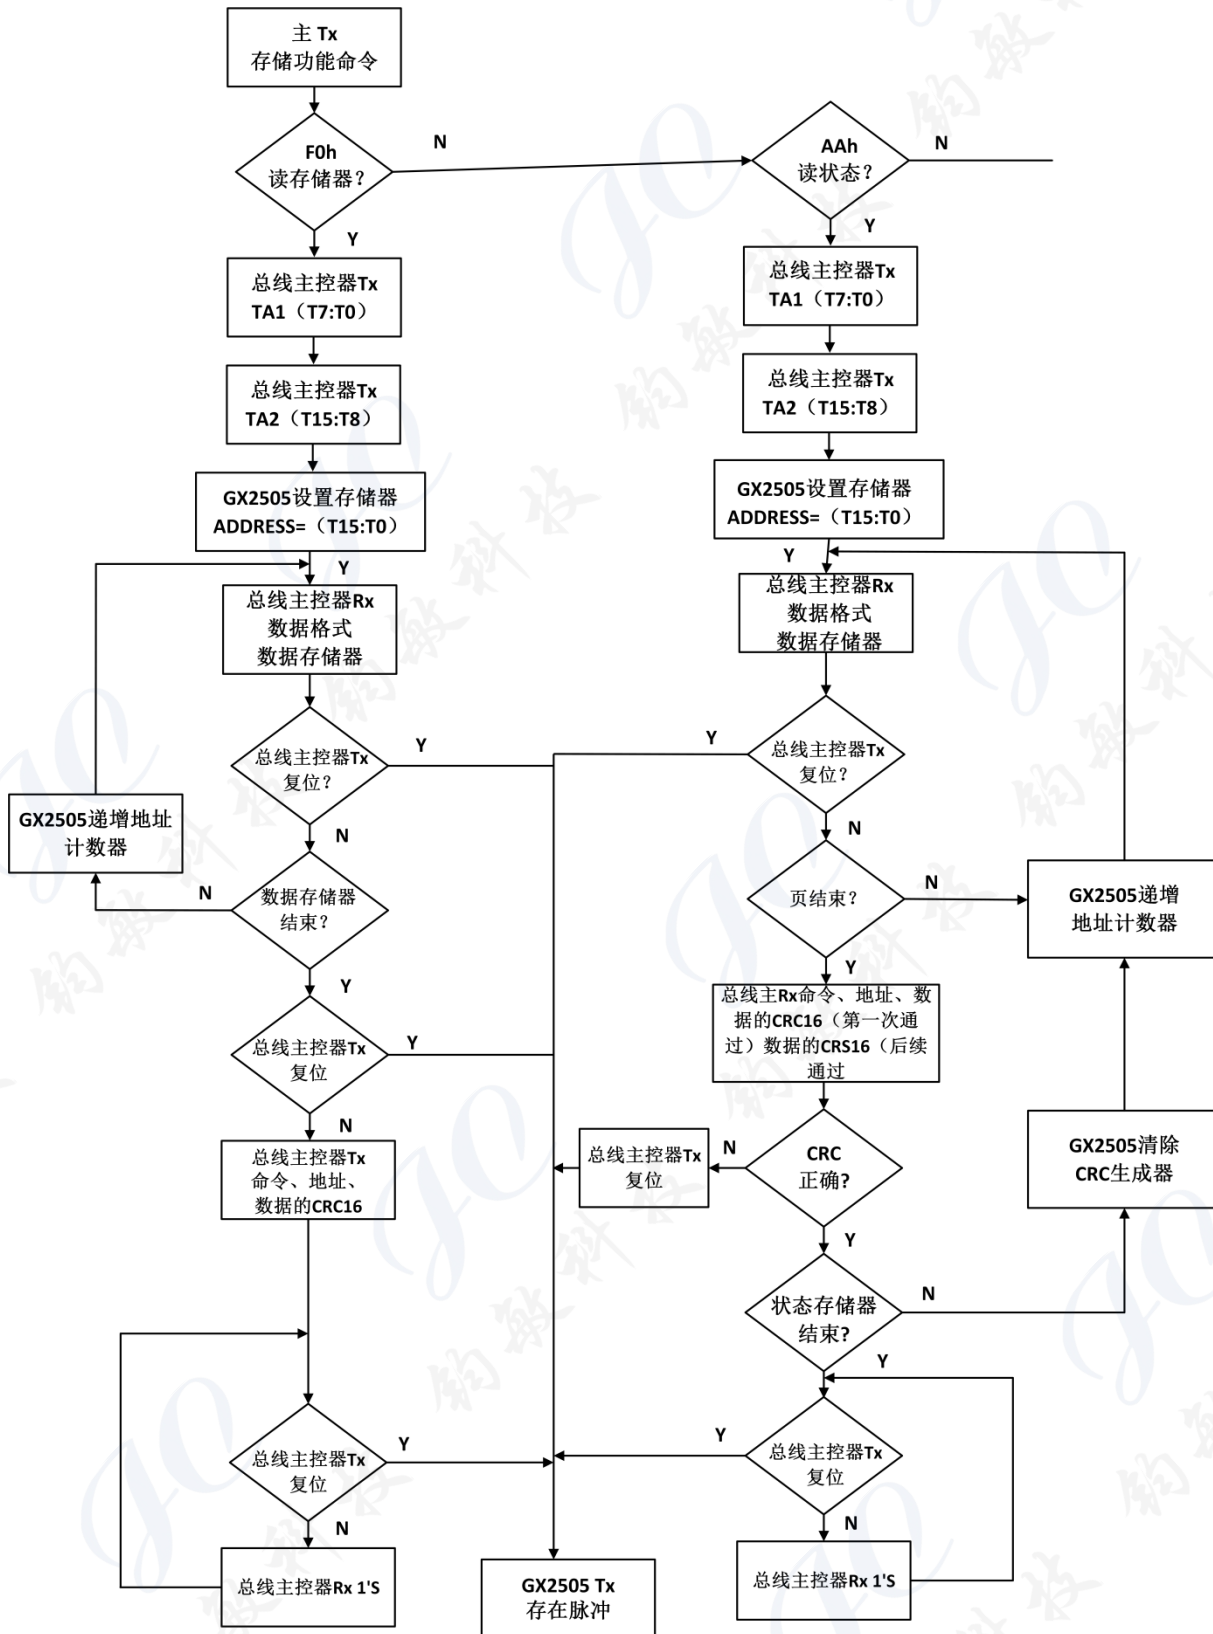 主 Tx
存储功能命令
F0h
读存储器？
N
Y
总线主控器Tx
TA1（T7:T0）
总线主控器Tx
TA2（T15:T8）
GX2505设置存储器
ADDRESS=（T15:T0）
Y
总线主控器Rx
数据格式
数据存储器
总线主控器Tx
复位？
Y
N
GX2505递增地址
计数器
数据存储器
结束？
N
Y
总线主控器Tx
复位
Y
N
总线主控器Tx
命令、地址、
数据的CRC16
总线主控器Tx
复位
Y
N
总线主控器Rx 1'S
GX2505 Tx
存在脉冲
AAh
读状态？
N
Y
总线主控器Tx
TA1（T7:T0）
总线主控器Tx
TA2（T15:T8）
GX2505设置存储器
ADDRESS=（T15:T0）
Y
总线主控器Rx
数据格式
数据存储器
总线主控器Tx
复位？
Y
N
页结束？
N
Y
GX2505递增
地址计数器
总线主Rx命令、地址、数
据的CRC16（第一次通
过）数据的CRS16（后续
通过
CRC
正确?
N
Y
总线主控器Tx
复位
GX2505清除
CRC生成器
状态存储器
结束?
N
Y
总线主控器Tx
复位
Y
N
总线主控器Rx 1'S
钧敏科技